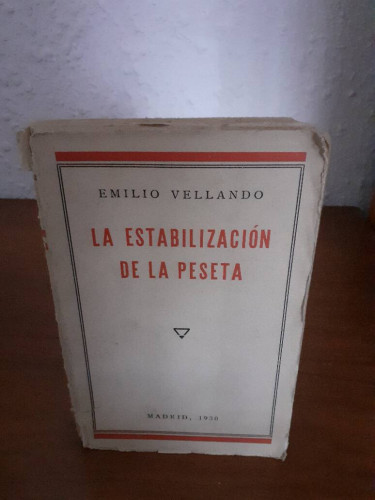 EMILIO VELLANDO
LA ESTABILIZACIÓN
DE LA PESETA
MADRID, 1930